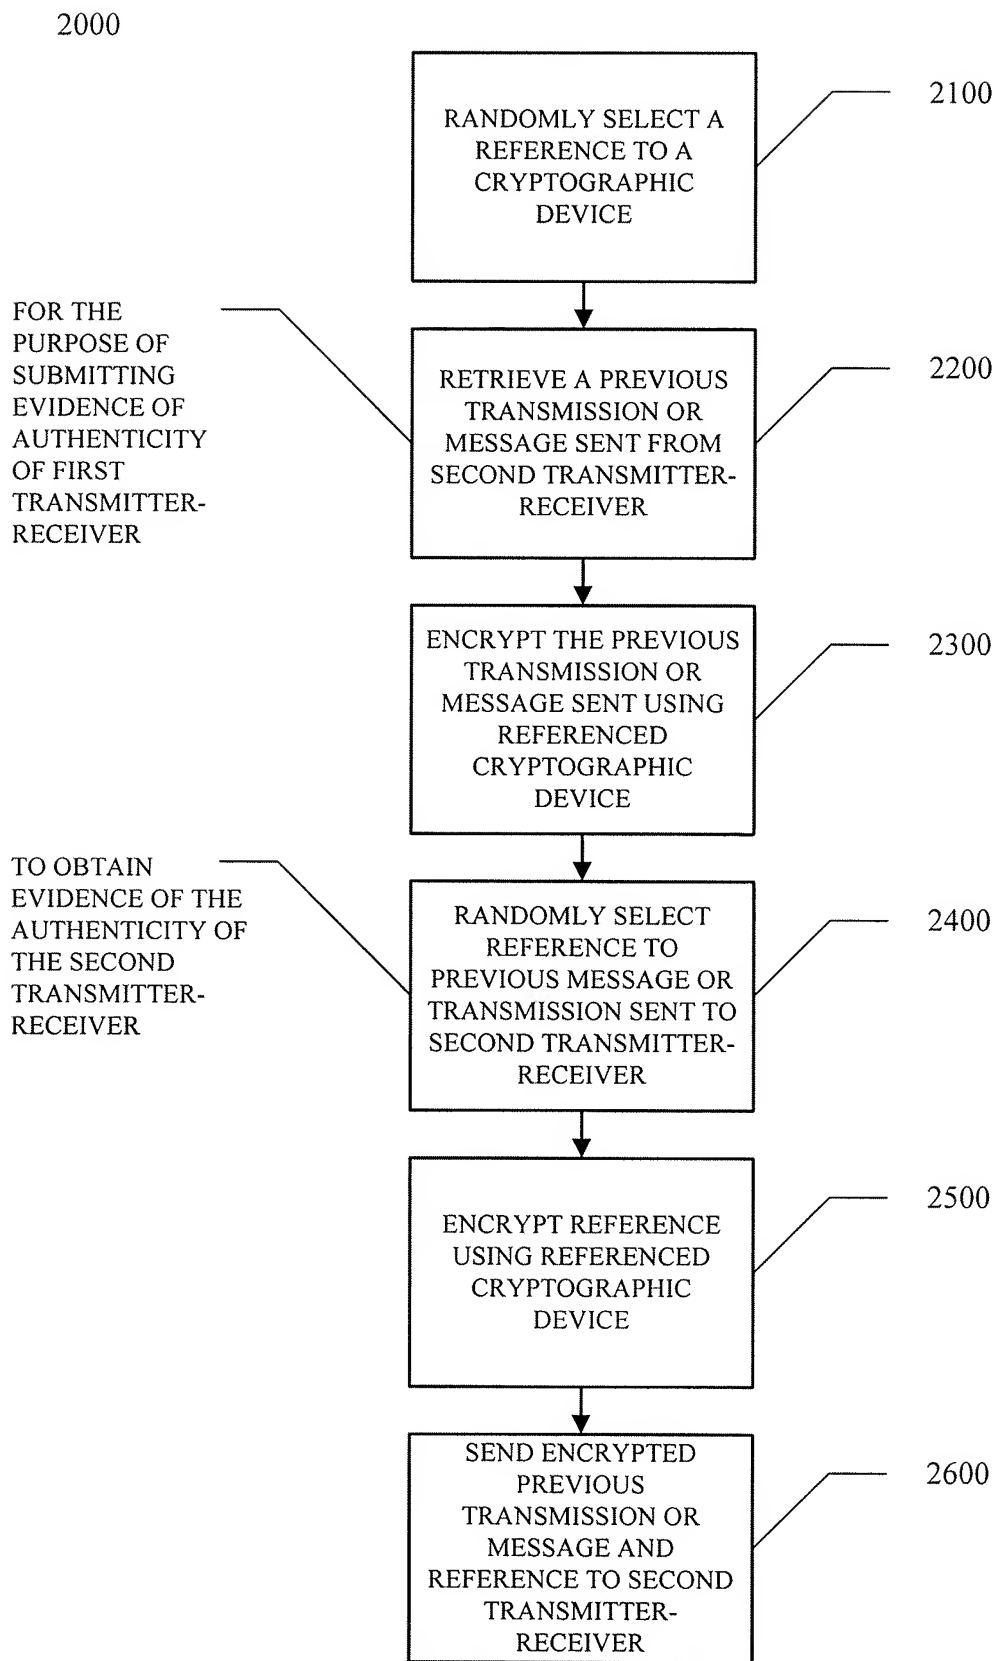 2000
RANDOMLY SELECT A
REFERENCE TO A
CRYPTOGRAPHIC
DEVICE
2100
FOR THE
PURPOSE OF
SUBMITTING
EVIDENCE OF
AUTHENTICITY
OF FIRST
TRANSMITTER-
RECEIVER
RETRIEVE A PREVIOUS
TRANSMISSION OR
MESSAGE SENT FROM
SECOND TRANSMITTER-
RECEIVER
2200
ENCRYPT THE PREVIOUS
TRANSMISSION OR
MESSAGE SENT USING
REFERENCED
CRYPTOGRAPHIC
DEVICE
2300
TO OBTAIN
EVIDENCE OF THE
AUTHENTICITY OF
THE SECOND
TRANSMITTER-
RECEIVER
RANDOMLY SELECT
REFERENCE TO
PREVIOUS MESSAGE OR
TRANSMISSION SENT TO
SECOND TRANSMITTER-
RECEIVER
2400
ENCRYPT REFERENCE
USING REFERENCED
CRYPTOGRAPHIC
DEVICE
2500
SEND ENCRYPTED
PREVIOUS
TRANSMISSION OR
MESSAGE AND
REFERENCE TO SECOND
TRANSMITTER-
RECEIVER
2600